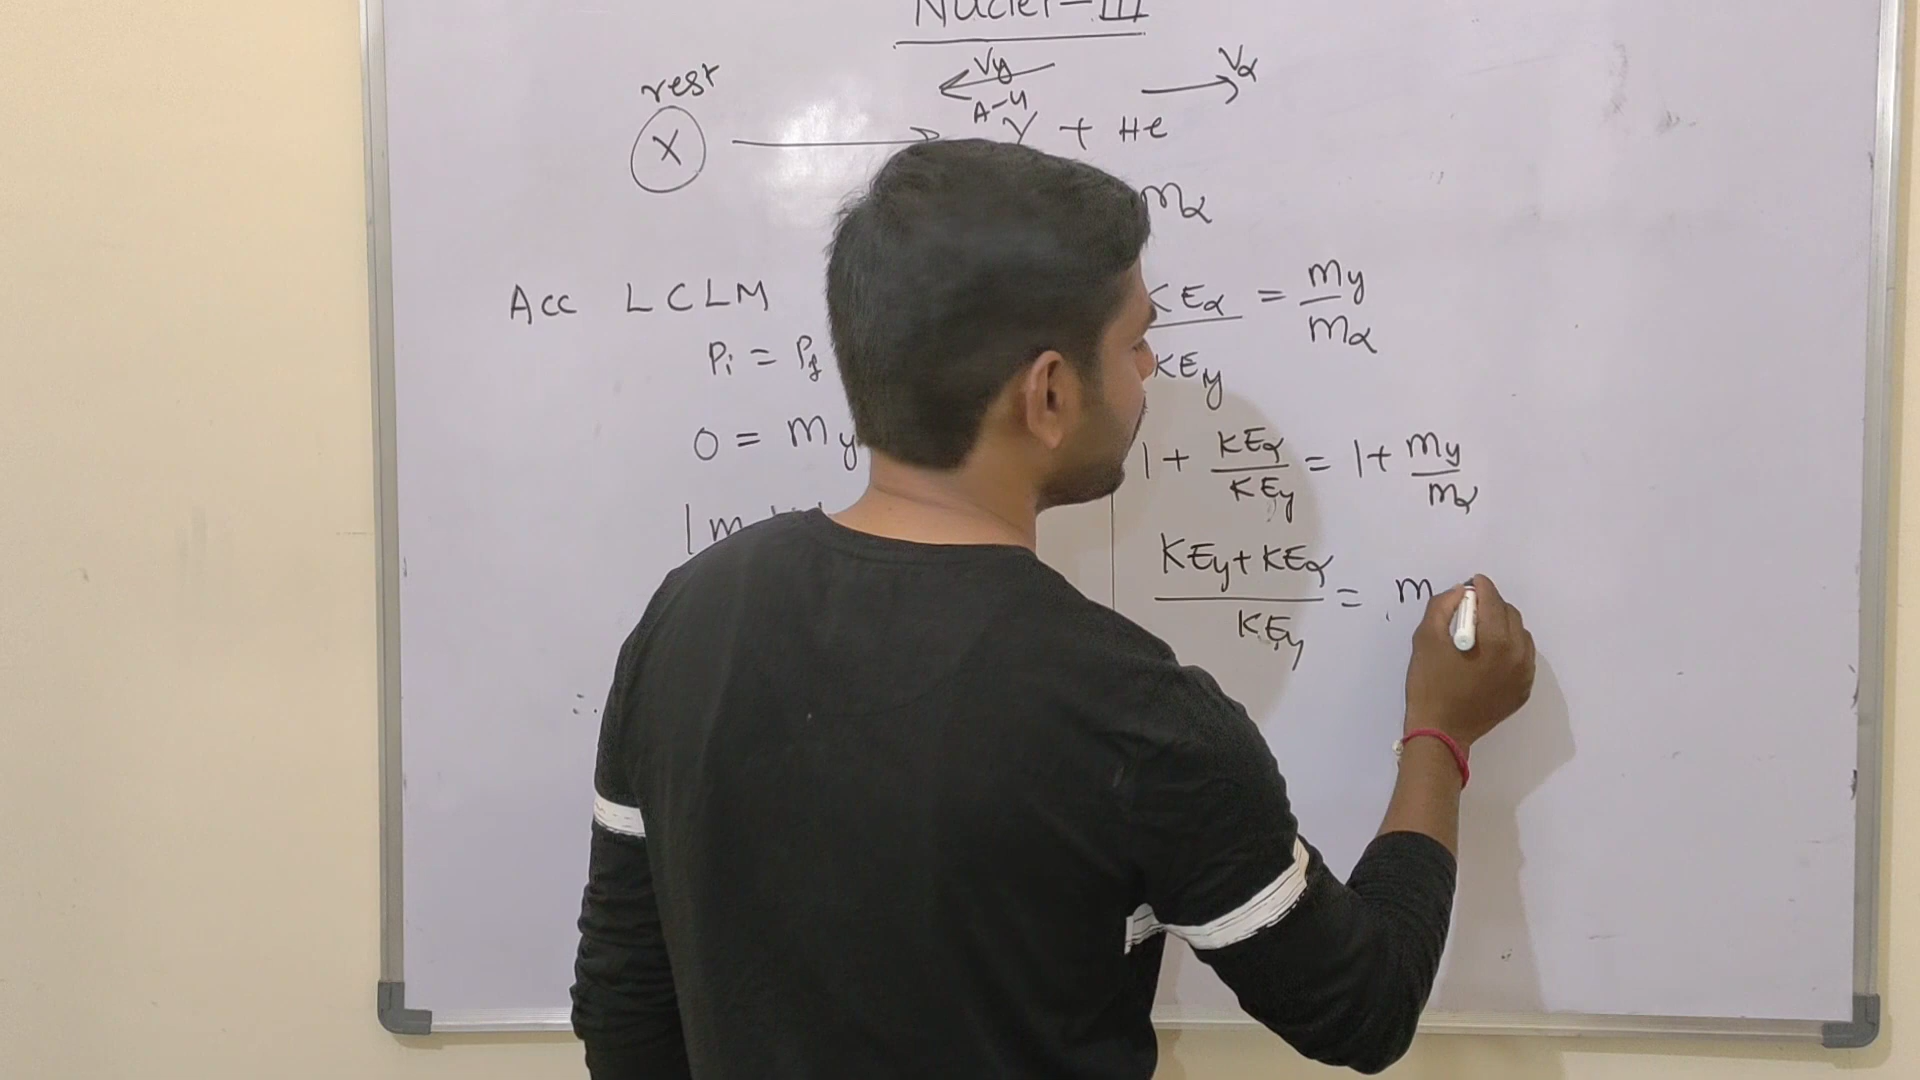 Nuclei-III
Vy Vα
rest
A-4
X → Y + He
mα
Acc LCLM
KEα/KEy = my/mα
Pi = Pf
0 = my
1 + KEα/KEy = 1 + my/mα
|m
KEy + KEα/KEy = m
∴